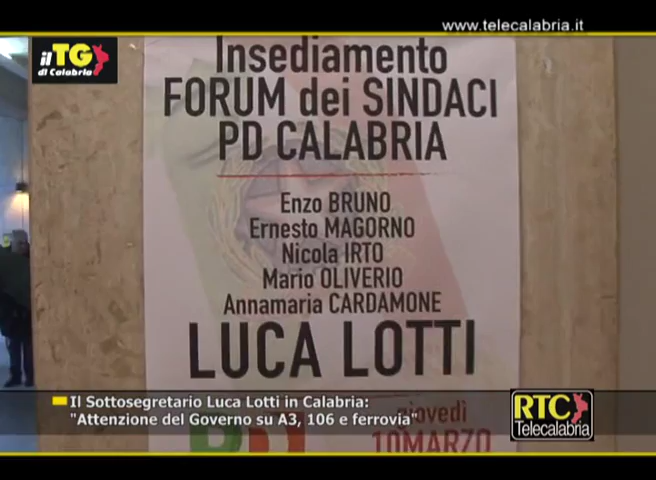 www.telecalabria.it
il TG
di Calabria
Insediamento
FORUM dei SINDACI
PD CALABRIA
Enzo BRUNO
Ernesto MAGORNO
Nicola IRTO
Mario OLIVERIO
Annamaria CARDAMONE
LUCA LOTTI
Il Sottosegretario Luca Lotti in Calabria:
"Attenzione del Governo su A3, 106 e ferrovia"
giovedì
10 MARZO
PD
RTC
Telecalabria